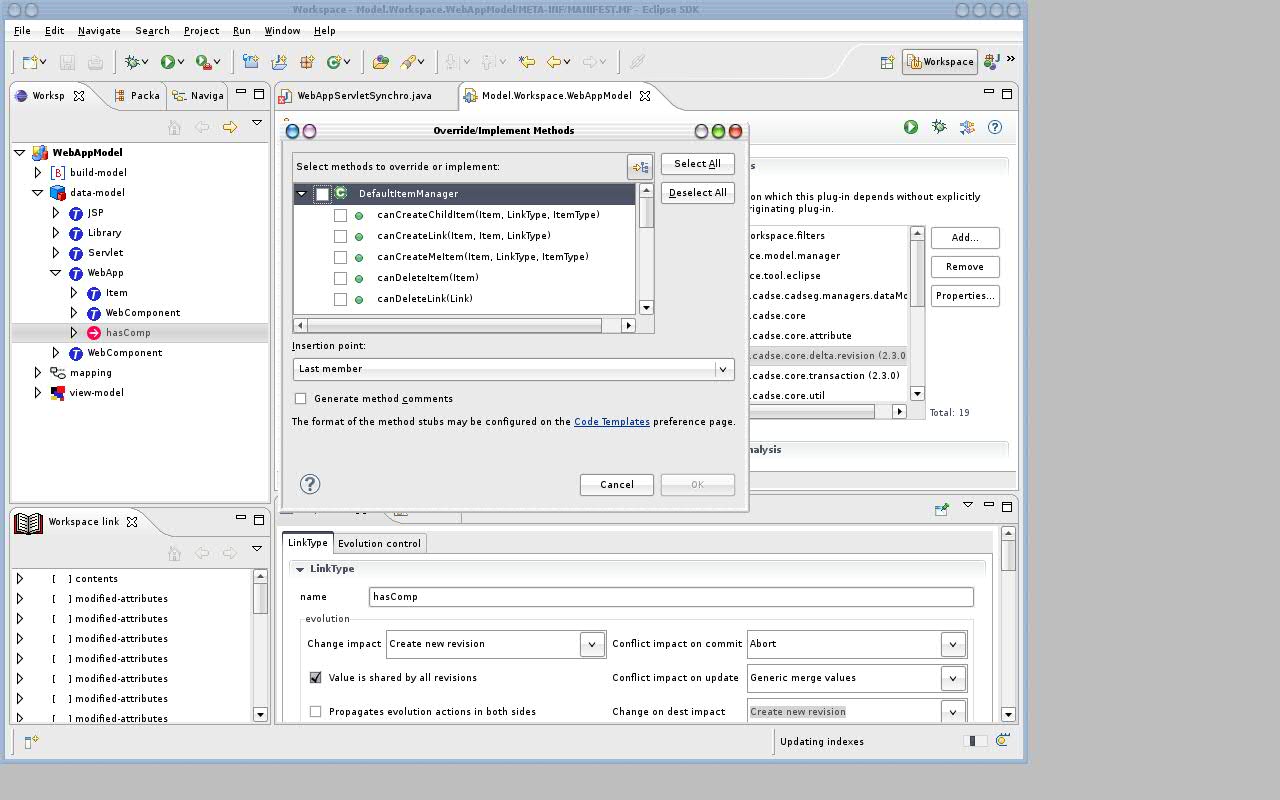 Workspace - Model.Workspace.WebAppModel/META-INF/MANIFEST.MF - Eclipse SDK
File Edit Navigate Search Project Run Window Help
Workspace
»
Worksp
Packa
Naviga
WebAppServletSynchro.java
Model.Workspace.WebAppModel
WebAppModel
build-model
data-model
JSP
Library
Servlet
WebApp
Item
WebComponent
hasComp
WebComponent
mapping
view-model
Override/Implement Methods
Select methods to override or implement:
Select All
Deselect All
DefaultItemManager
canCreateChildItem(Item, LinkType, ItemType)
canCreateLink(Item, Item, LinkType)
canCreateMeItem(Item, LinkType, ItemType)
canDeleteItem(Item)
canDeleteLink(Link)
Insertion point:
Last member
Generate method comments
The format of the method stubs may be configured on the Code Templates preference page.
Cancel
OK
s
on which this plug-in depends without explicitly
riginating plug-in.
orkspace.filters
ce.model.manager
ce.tool.eclipse
.cadse.cadseg.managers.dataMo
.cadse.core
.cadse.core.attribute
.cadse.core.delta.revision (2.3.0
.cadse.core.transaction (2.3.0)
.cadse.core.util
Add...
Remove
Properties...
Total: 19
nalysis
Workspace link
[ ] contents
[ ] modified-attributes
[ ] modified-attributes
[ ] modified-attributes
[ ] modified-attributes
[ ] modified-attributes
[ ] modified-attributes
[ ] modified-attributes
LinkType
Evolution control
LinkType
name
hasComp
evolution
Change impact
Create new revision
Conflict impact on commit
Abort
Value is shared by all revisions
Conflict impact on update
Generic merge values
Propagates evolution actions in both sides
Change on dest impact
Create new revision
Updating indexes